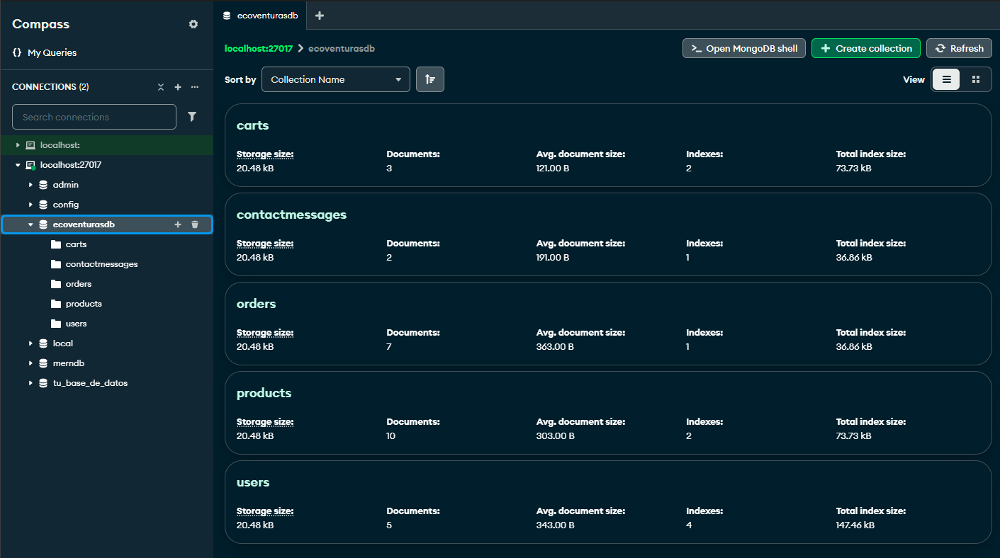 Compass
My Queries
CONNECTIONS (2)
Search connections
localhost:
localhost:27017
admin
config
ecoventurasdb
carts
contactmessages
orders
products
users
local
merndb
tu_base_de_datos
ecoventurasdb
localhost:27017 ecoventurasdb
Open MongoDB shell
Create collection
Refresh
Sort by Collection Name
View
carts
Storage size: Documents: Avg. document size: Indexes: Total index size:
20.48 kB 3 121.00 B 2 73.73 kB
contactmessages
Storage size: Documents: Avg. document size: Indexes: Total index size:
20.48 kB 2 191.00 B 1 36.86 kB
orders
Storage size: Documents: Avg. document size: Indexes: Total index size:
20.48 kB 7 363.00 B 1 36.86 kB
products
Storage size: Documents: Avg. document size: Indexes: Total index size:
20.48 kB 10 303.00 B 2 73.73 kB
users
Storage size: Documents: Avg. document size: Indexes: Total index size:
20.48 kB 5 343.00 B 4 147.46 kB